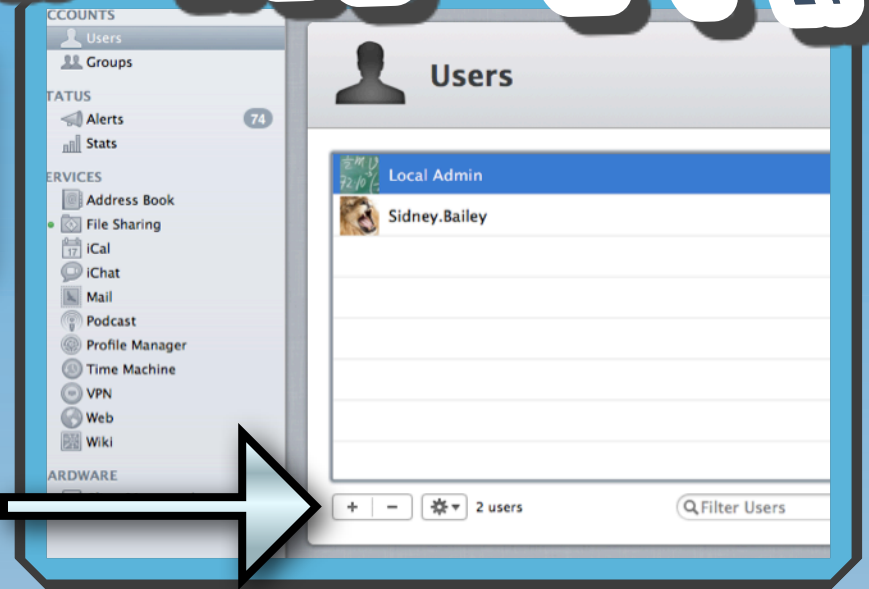 CCOUNTS
Users
Groups
TATUS
Alerts 74
Stats
ERVICES
Address Book
File Sharing
17 iCal
iChat
Mail
Podcast
Profile Manager
Time Machine
VPN
Web
Wiki
ARDWARE
Users
Local Admin
Sidney.Bailey
+ − 2 users Filter Users